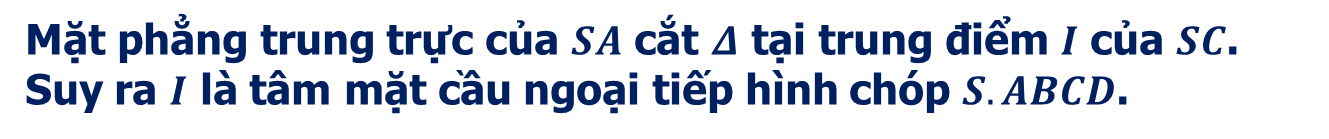 Mặt phẳng trung trực của SA cắt Δ tại trung điểm I của SC.
Suy ra I là tâm mặt cầu ngoại tiếp hình chóp S. ABCD.